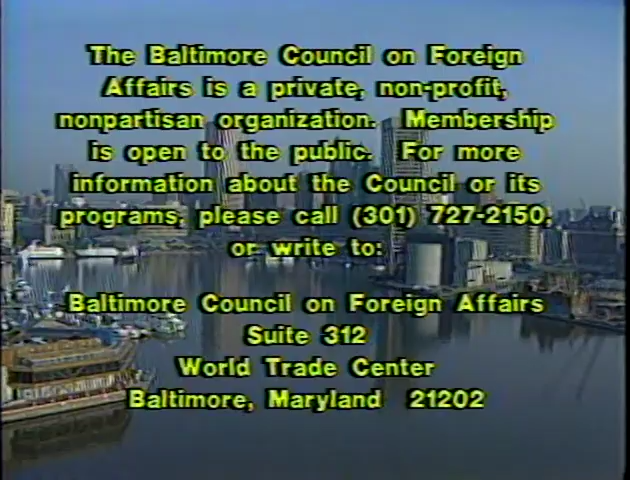 The Baltimore Council on Foreign
Affairs is a private, non-profit,
nonpartisan organization. Membership
is open to the public. For more
information about the Council or its
programs, please call (301) 727-2150,
or write to:
Baltimore Council on Foreign Affairs
Suite 312
World Trade Center
Baltimore, Maryland 21202